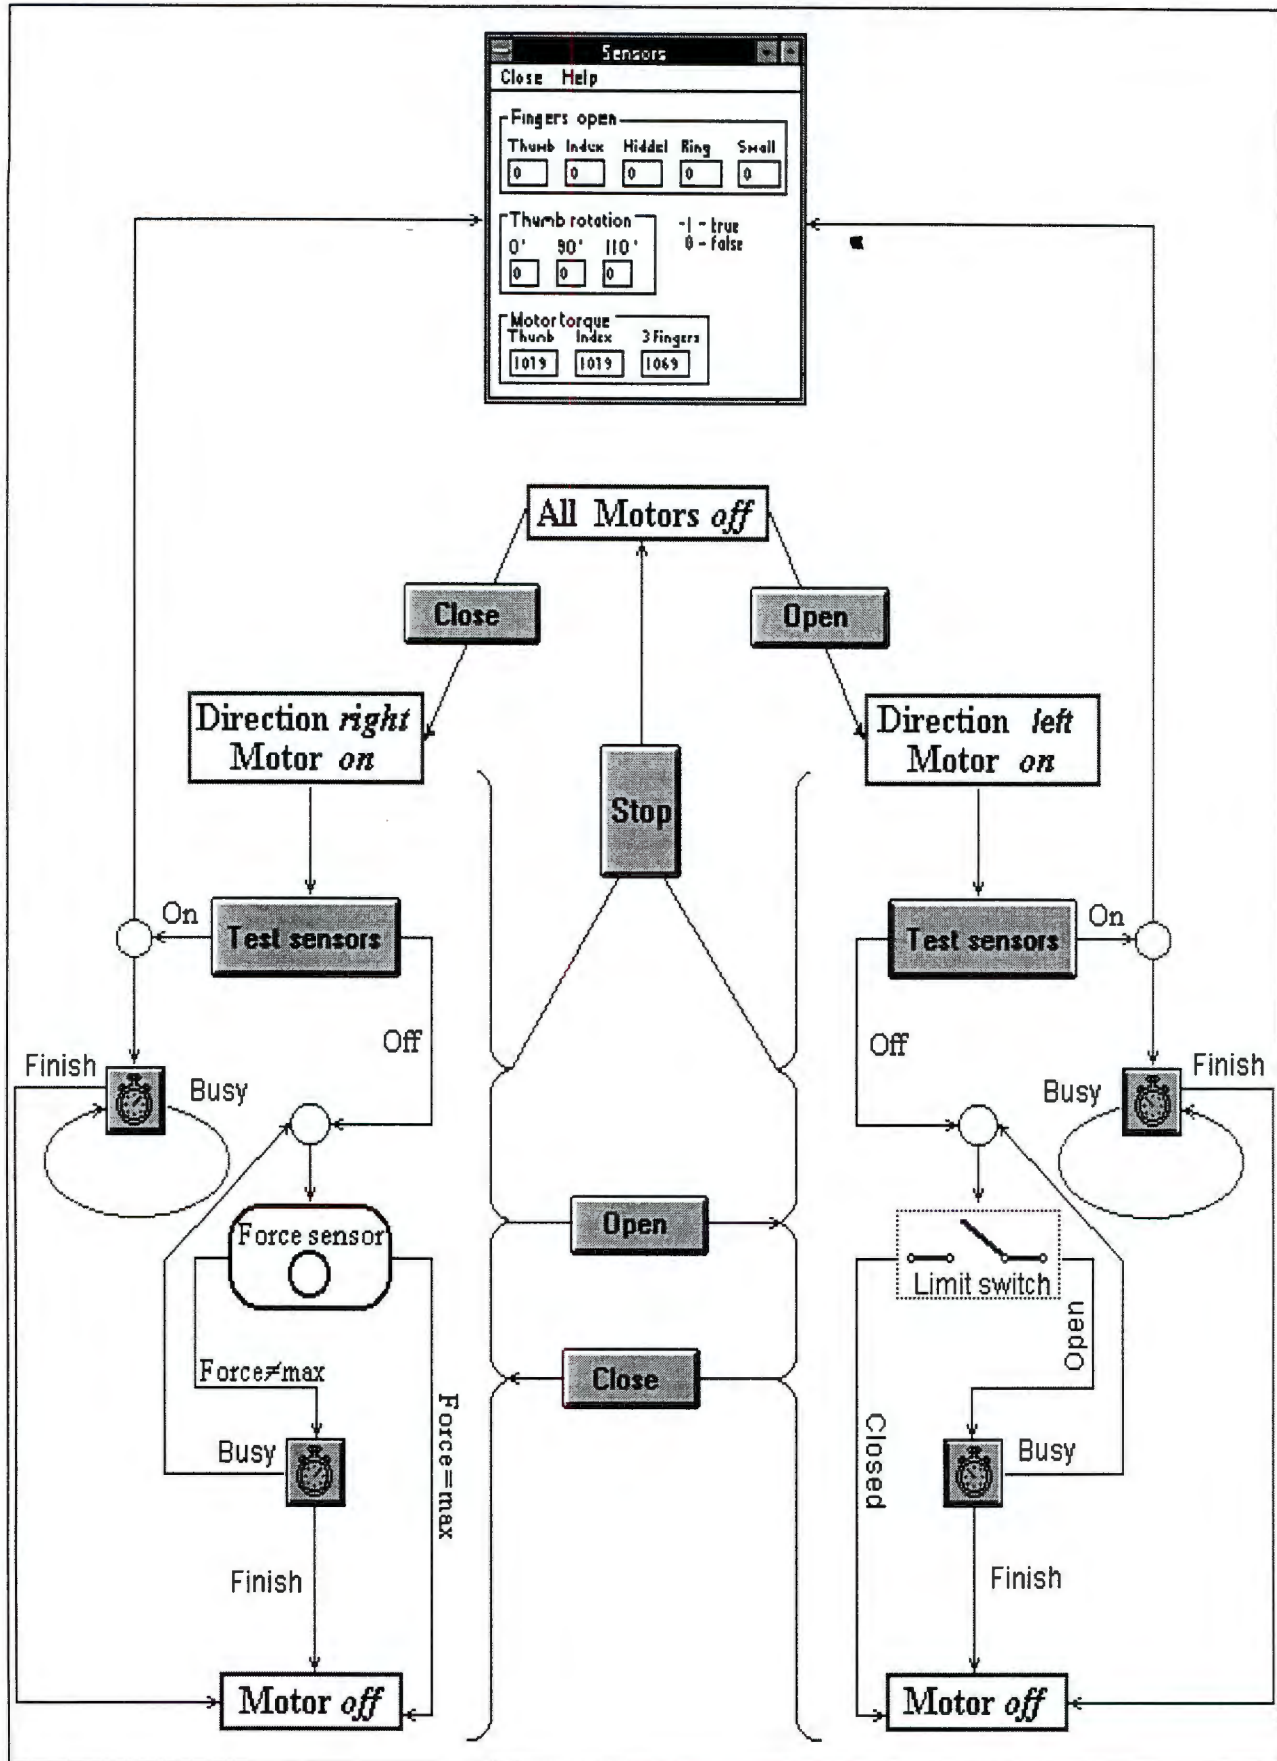 Sensors
Close Help
Fingers open
Thumb Index Hiddel Ring Small
0 0 0 0 0
Thumb rotation
-1 - true
0 - false
0' 90' 110'
0 0 0
Motor torque
Thumb Index 3 Fingers
1019 1019 1069
All Motors off
Close
Open
Direction right
Motor on
Direction left
Motor on
Stop
On
Test sensors
Test sensors
On
Off
Off
Finish
Busy
Busy
Finish
Force sensor
Open
Limit switch
Force≠max
Close
Open
Force=max
Closed
Busy
Busy
Finish
Finish
Motor off
Motor off